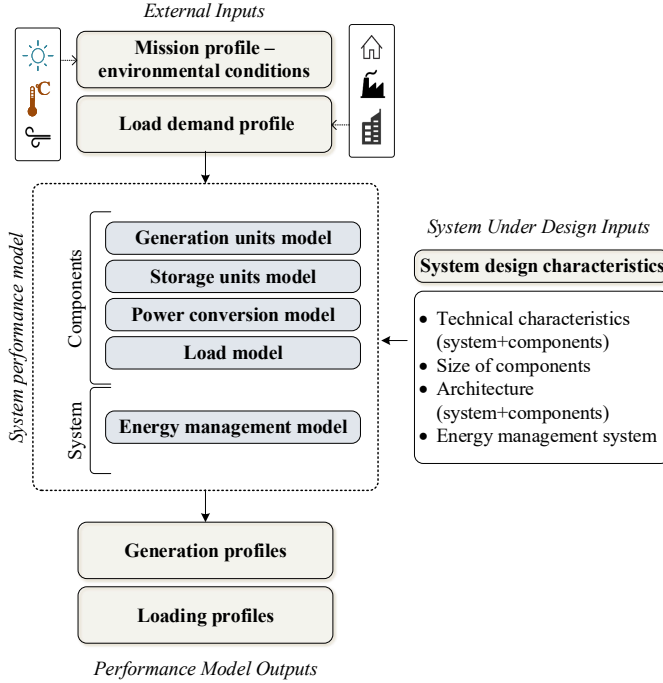 External Inputs
Mission profile –
environmental conditions
°C
Load demand profile
System performance model
Components
Generation units model
Storage units model
Power conversion model
Load model
System
Energy management model
System Under Design Inputs
System design characteristics
• Technical characteristics
(system+components)
• Size of components
• Architecture
(system+components)
• Energy management system
Generation profiles
Loading profiles
Performance Model Outputs